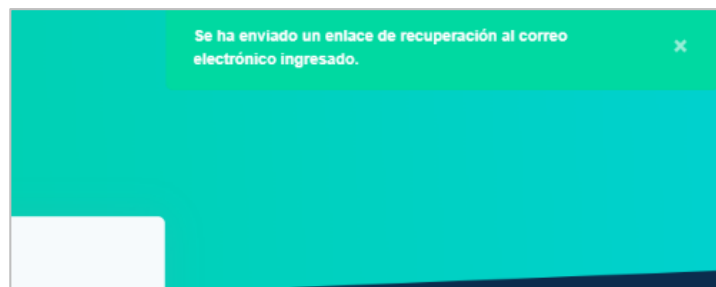 Se ha enviado un enlace de recuperación al correo
electrónico ingresado.